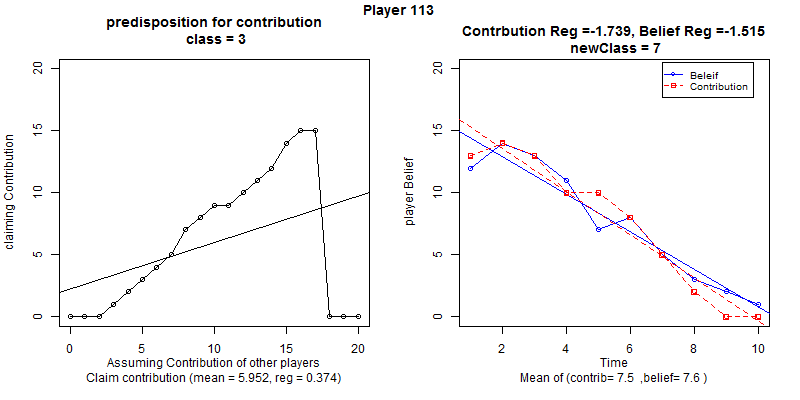 Player 113
predisposition for contribution
class = 3
claiming Contribution
20
15
10
5
0
0 5 10 15 20
Assuming Contribution of other players
Claim contribution (mean = 5.952, reg = 0.374)
Contrbution Reg =-1.739, Belief Reg =-1.515
newClass = 7
Beleif
Contribution
player Belief
20
15
10
5
0
2 4 6 8 10
Time
Mean of (contrib= 7.5 ,belief= 7.6 )